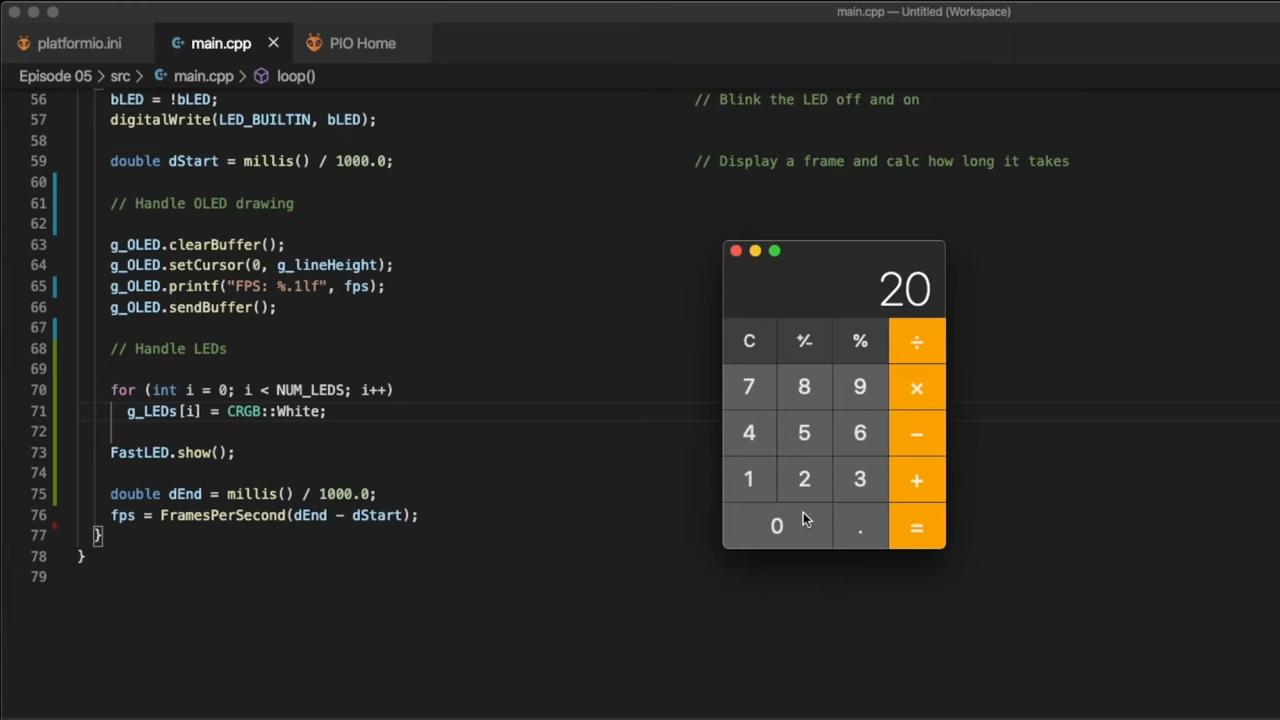 main.cpp — Untitled (Workspace)
platformio.ini main.cpp × PIO Home
Episode 05 > src > main.cpp > loop()
56 bLED = !bLED; // Blink the LED off and on
57 digitalWrite(LED_BUILTIN, bLED);
58
59 double dStart = millis() / 1000.0; // Display a frame and calc how long it takes
60
61 // Handle OLED drawing
62
63 g_OLED.clearBuffer();
64 g_OLED.setCursor(0, g_lineHeight);
65 g_OLED.printf("FPS: %.1lf", fps);
66 g_OLED.sendBuffer();
67
68 // Handle LEDs
69
70 for (int i = 0; i < NUM_LEDS; i++)
71 g_LEDs[i] = CRGB::White;
72
73 FastLED.show();
74
75 double dEnd = millis() / 1000.0;
76 fps = FramesPerSecond(dEnd - dStart);
77 }
78 }
79
20
C +/- % ÷
7 8 9 ×
4 5 6 −
1 2 3 +
0 . =